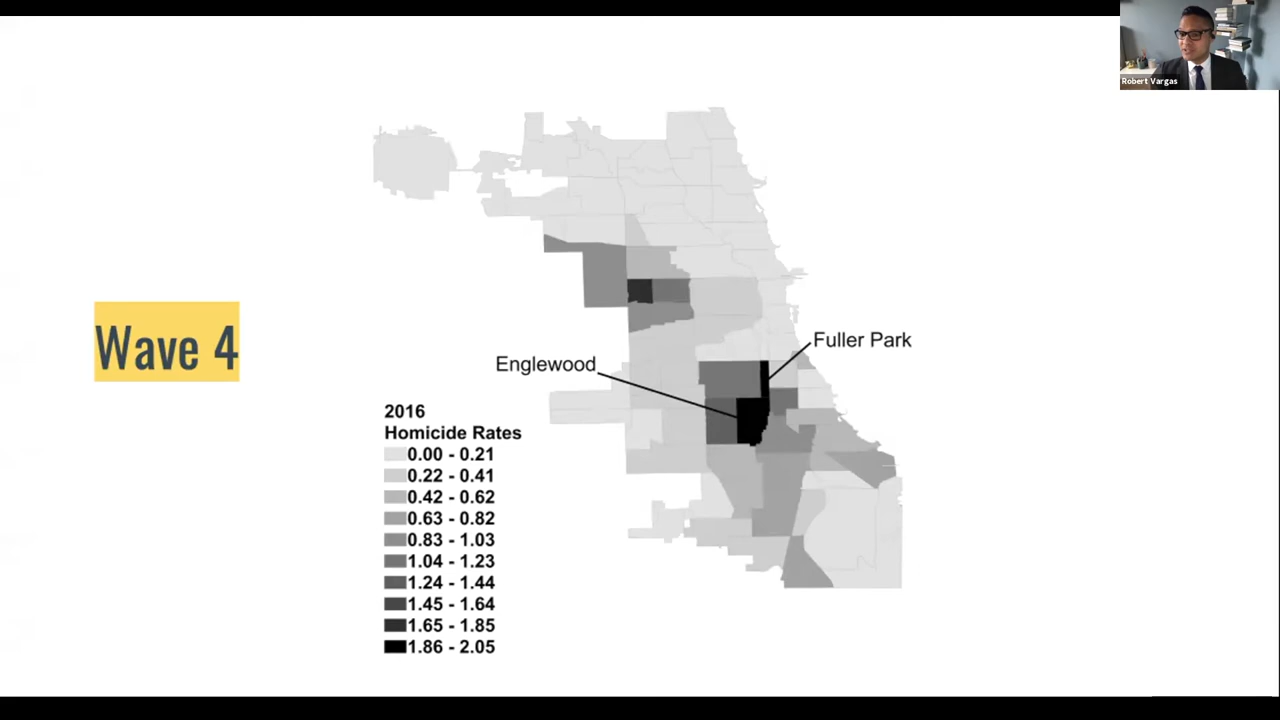 Robert Vargas
Wave 4
Englewood
Fuller Park
2016
Homicide Rates
0.00 - 0.21
0.22 - 0.41
0.42 - 0.62
0.63 - 0.82
0.83 - 1.03
1.04 - 1.23
1.24 - 1.44
1.45 - 1.64
1.65 - 1.85
1.86 - 2.05